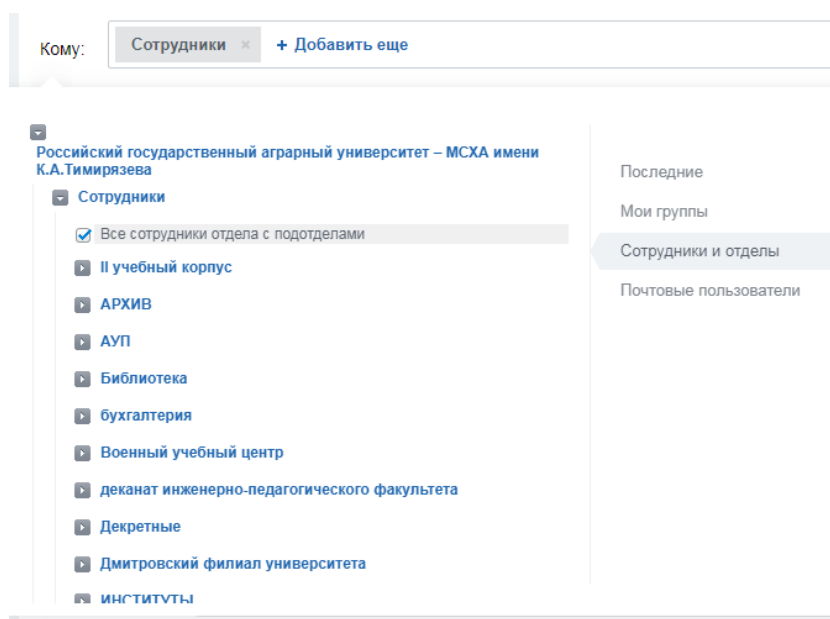 Кому:
Сотрудники × + Добавить еще
Российский государственный аграрный университет – МСХА имени
К.А.Тимирязева
Сотрудники
Все сотрудники отдела с подотделами
II учебный корпус
АРХИВ
АУП
Библиотека
бухгалтерия
Военный учебный центр
деканат инженерно-педагогического факультета
Декретные
Дмитровский филиал университета
ИНСТИТУТЫ
Последние
Мои группы
Сотрудники и отделы
Почтовые пользователи